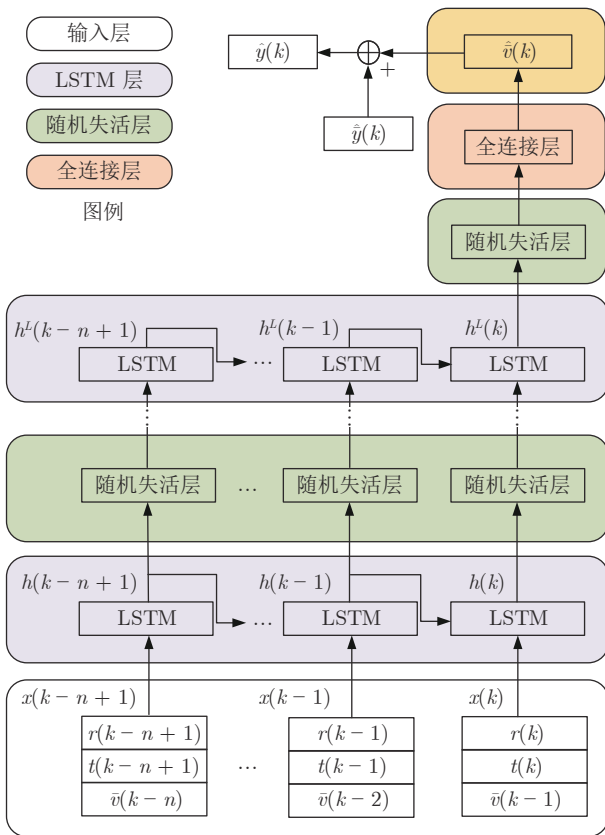 输入层
LSTM 层
随机失活层
全连接层
图例
ŷ(k)
+
v̄̂(k)
ȳ̂(k)
全连接层
随机失活层
h^L(k − n + 1) h^L(k − 1) h^L(k)
LSTM ... LSTM LSTM
随机失活层 ... 随机失活层 随机失活层
h(k − n + 1) h(k − 1) h(k)
LSTM ... LSTM LSTM
x(k − n + 1) x(k − 1) x(k)
r(k − n + 1) r(k − 1) r(k)
t(k − n + 1) ... t(k − 1) t(k)
v̄(k − n) v̄(k − 2) v̄(k − 1)